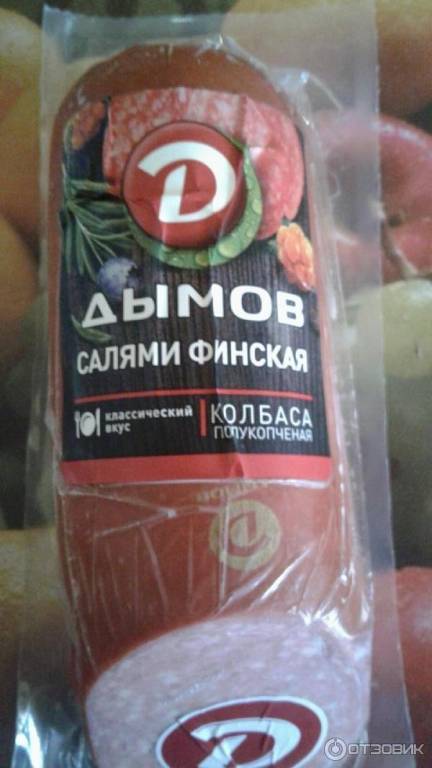 Д
ДЫМОВ
САЛЯМИ ФИНСКАЯ
классический
вкус
КОЛБАСА
ПОЛУКОПЧЕНАЯ
Д
ОТЗОВИК